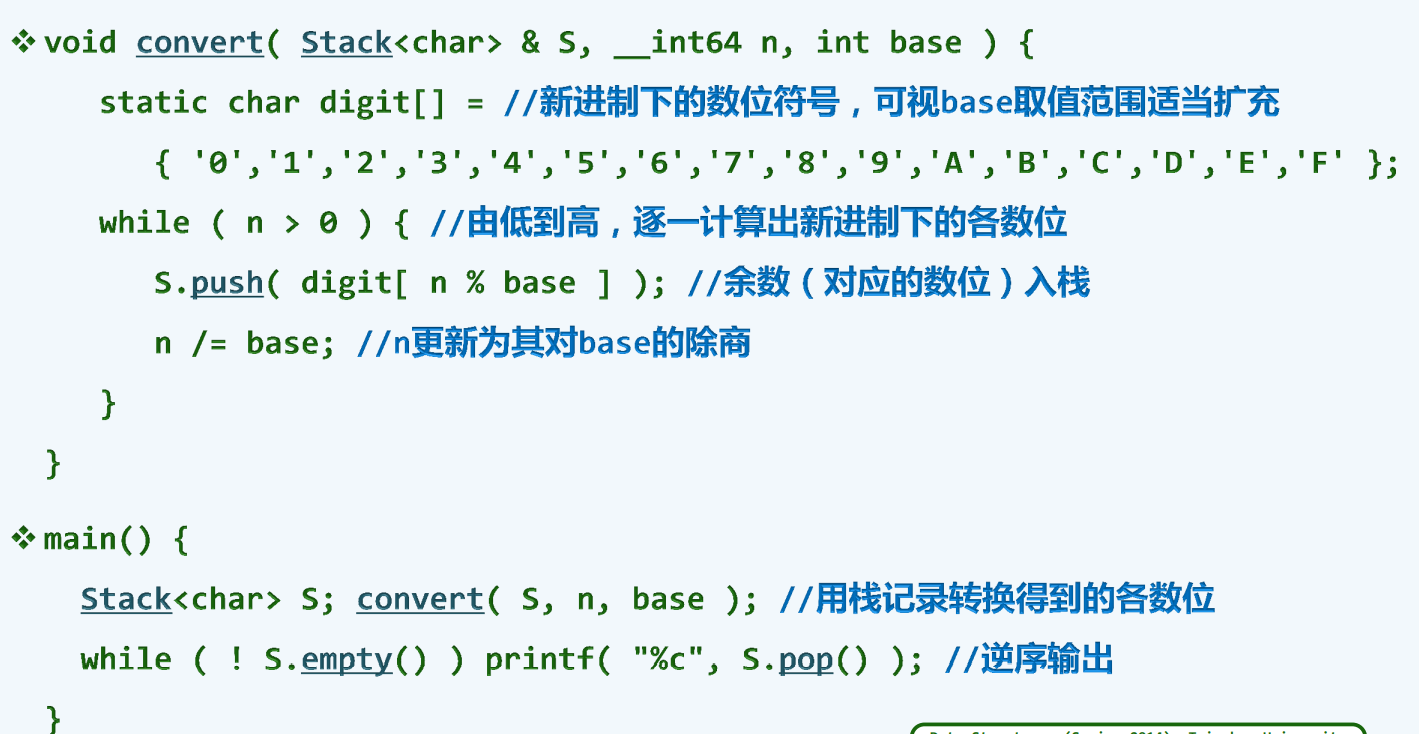 ❖ void convert( Stack<char> & S, __int64 n, int base ) {
static char digit[] = //新进制下的数位符号，可视base取值范围适当扩充
{ '0','1','2','3','4','5','6','7','8','9','A','B','C','D','E','F' };
while ( n > 0 ) { //由低到高，逐一计算出新进制下的各数位
S.push( digit[ n % base ] ); //余数（对应的数位）入栈
n /= base; //n更新为其对base的除商
}
}
❖ main() {
Stack<char> S; convert( S, n, base ); //用栈记录转换得到的各数位
while ( ! S.empty() ) printf( "%c", S.pop() ); //逆序输出
}